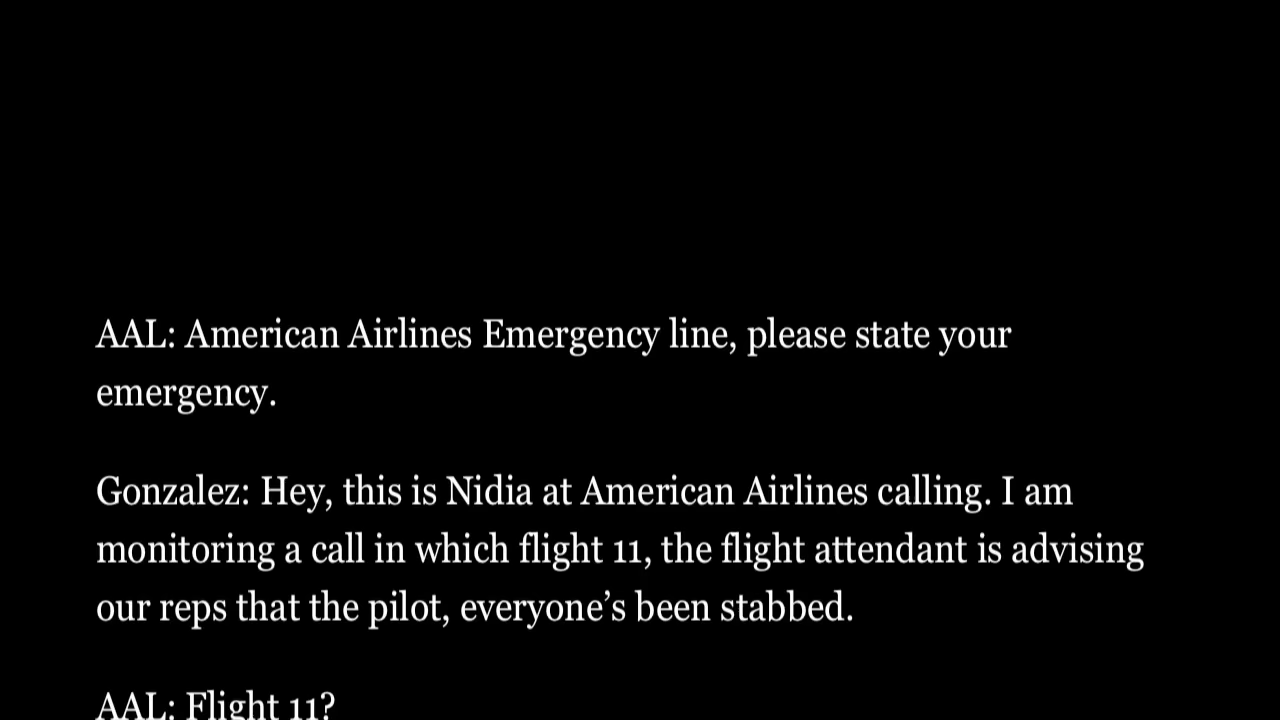 AAL: American Airlines Emergency line, please state your
emergency.
Gonzalez: Hey, this is Nidia at American Airlines calling. I am
monitoring a call in which flight 11, the flight attendant is advising
our reps that the pilot, everyone’s been stabbed.
AAL: Flight 11?